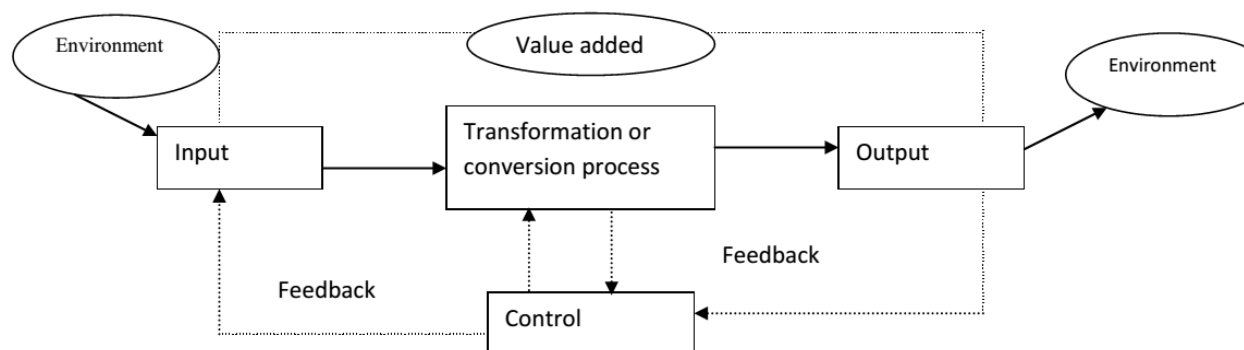 Environment
Value added
Environment
Input
Transformation or
conversion process
Output
Feedback
Feedback
Control